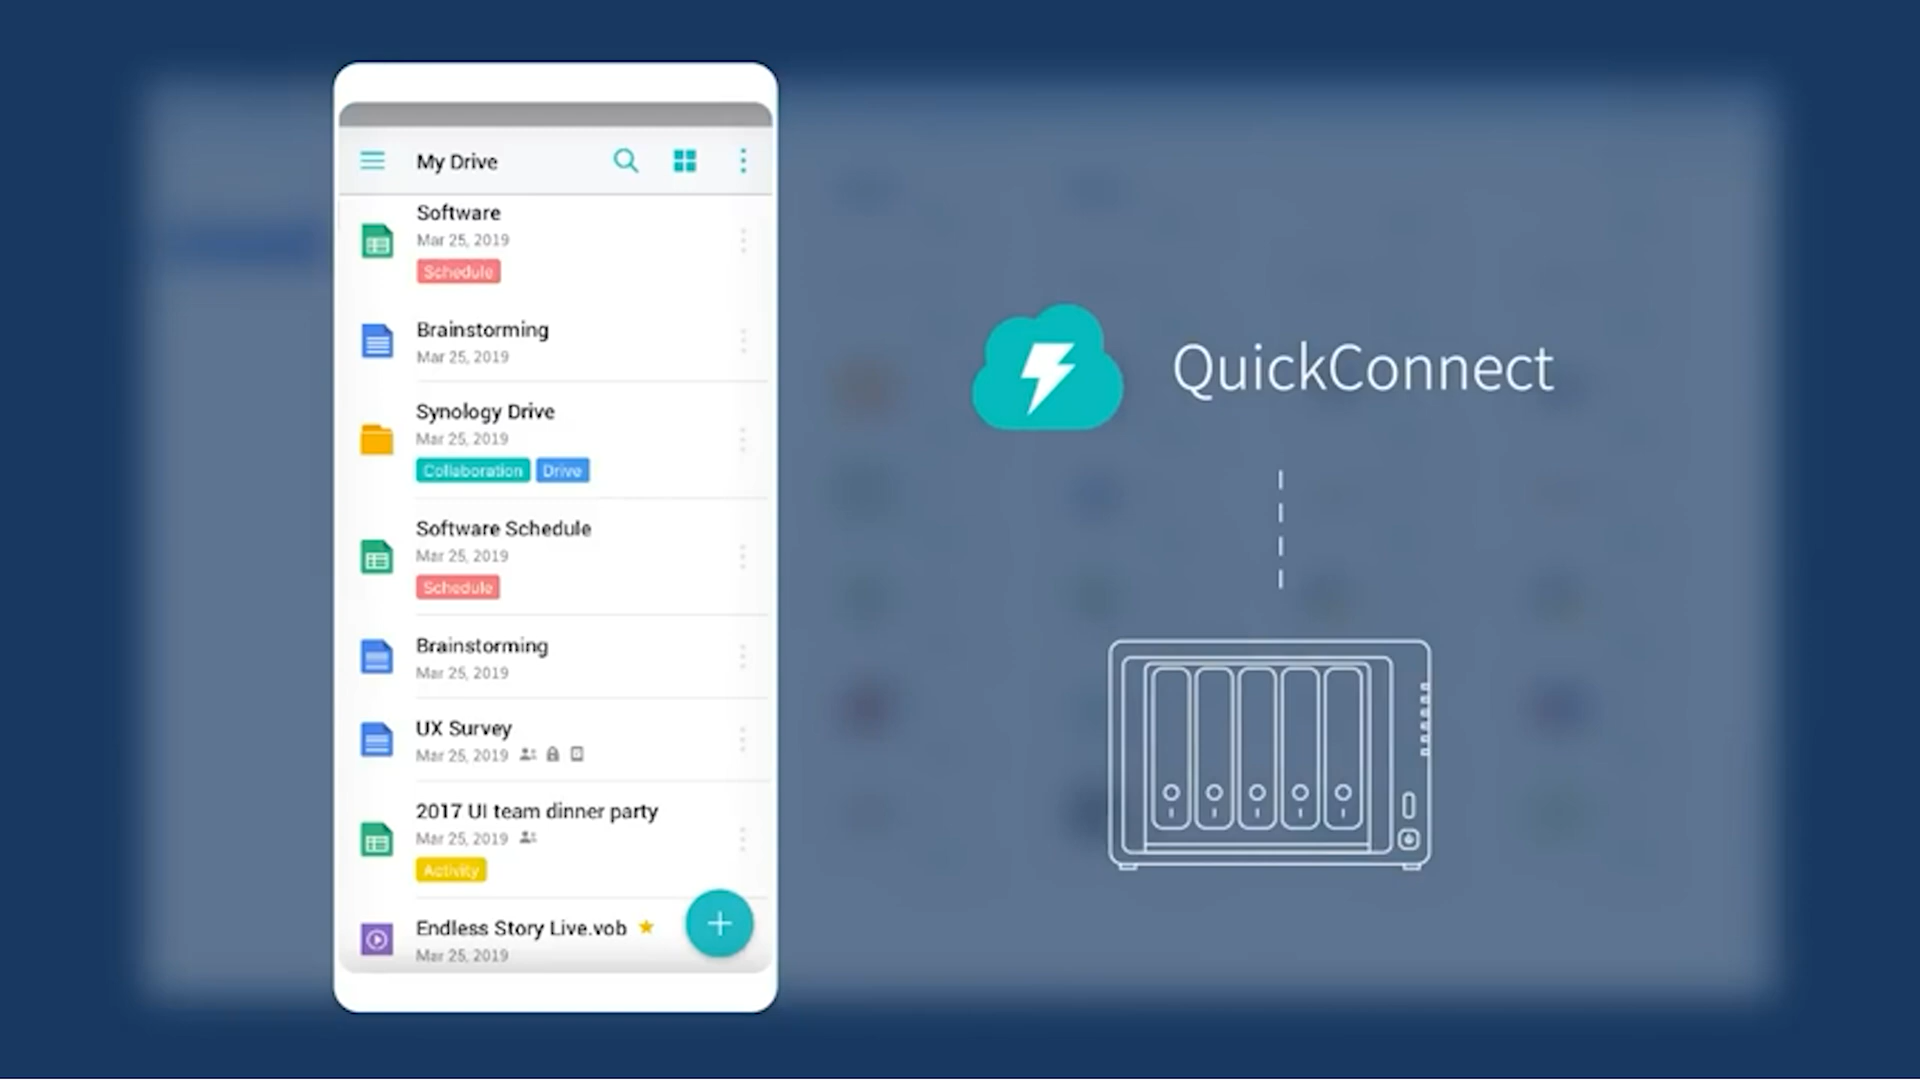 My Drive
Software
Mar 25, 2019
Schedule
Brainstorming
Mar 25, 2019
Synology Drive
Mar 25, 2019
Collaboration Drive
Software Schedule
Mar 25, 2019
Schedule
Brainstorming
Mar 25, 2019
UX Survey
Mar 25, 2019
2017 UI team dinner party
Mar 25, 2019
Activity
Endless Story Live.vob
Mar 25, 2019
QuickConnect